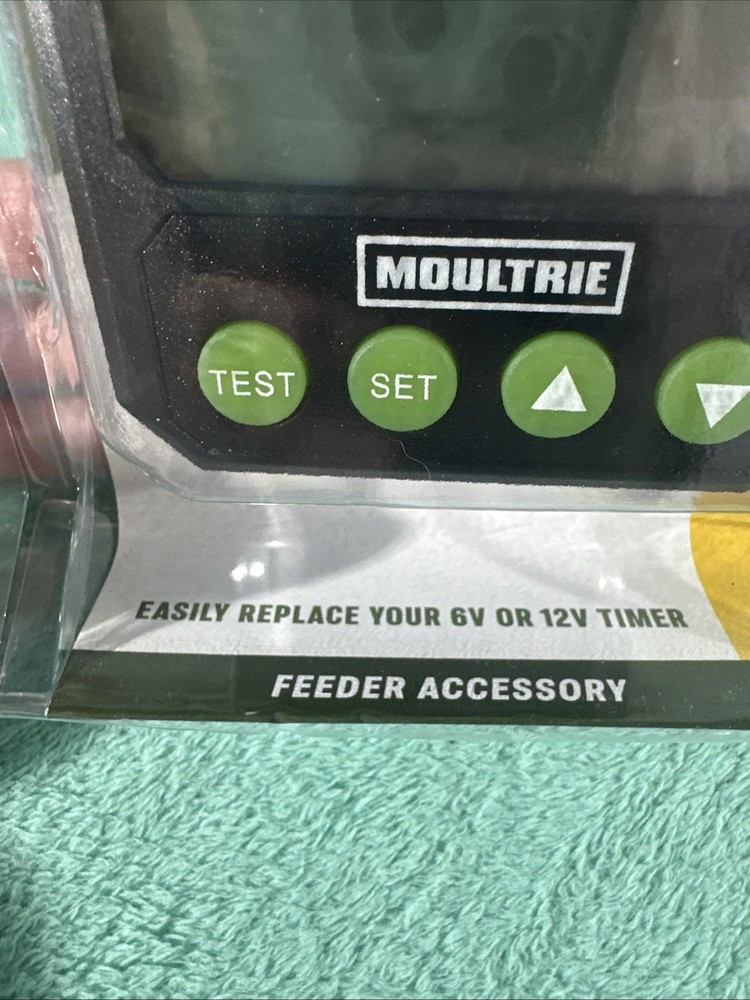 MOULTRIE
TEST SET
EASILY REPLACE YOUR 6V OR 12V TIMER
FEEDER ACCESSORY